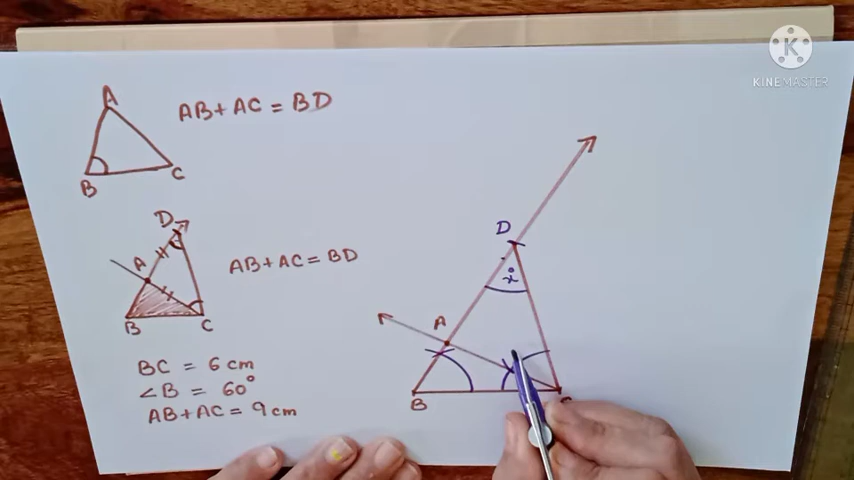 K
KINEMASTER
A
AB + AC = BD
B
C
D
A
AB + AC = BD
B
C
BC = 6 cm
∠B = 60°
AB + AC = 9 cm
D
x
A
B